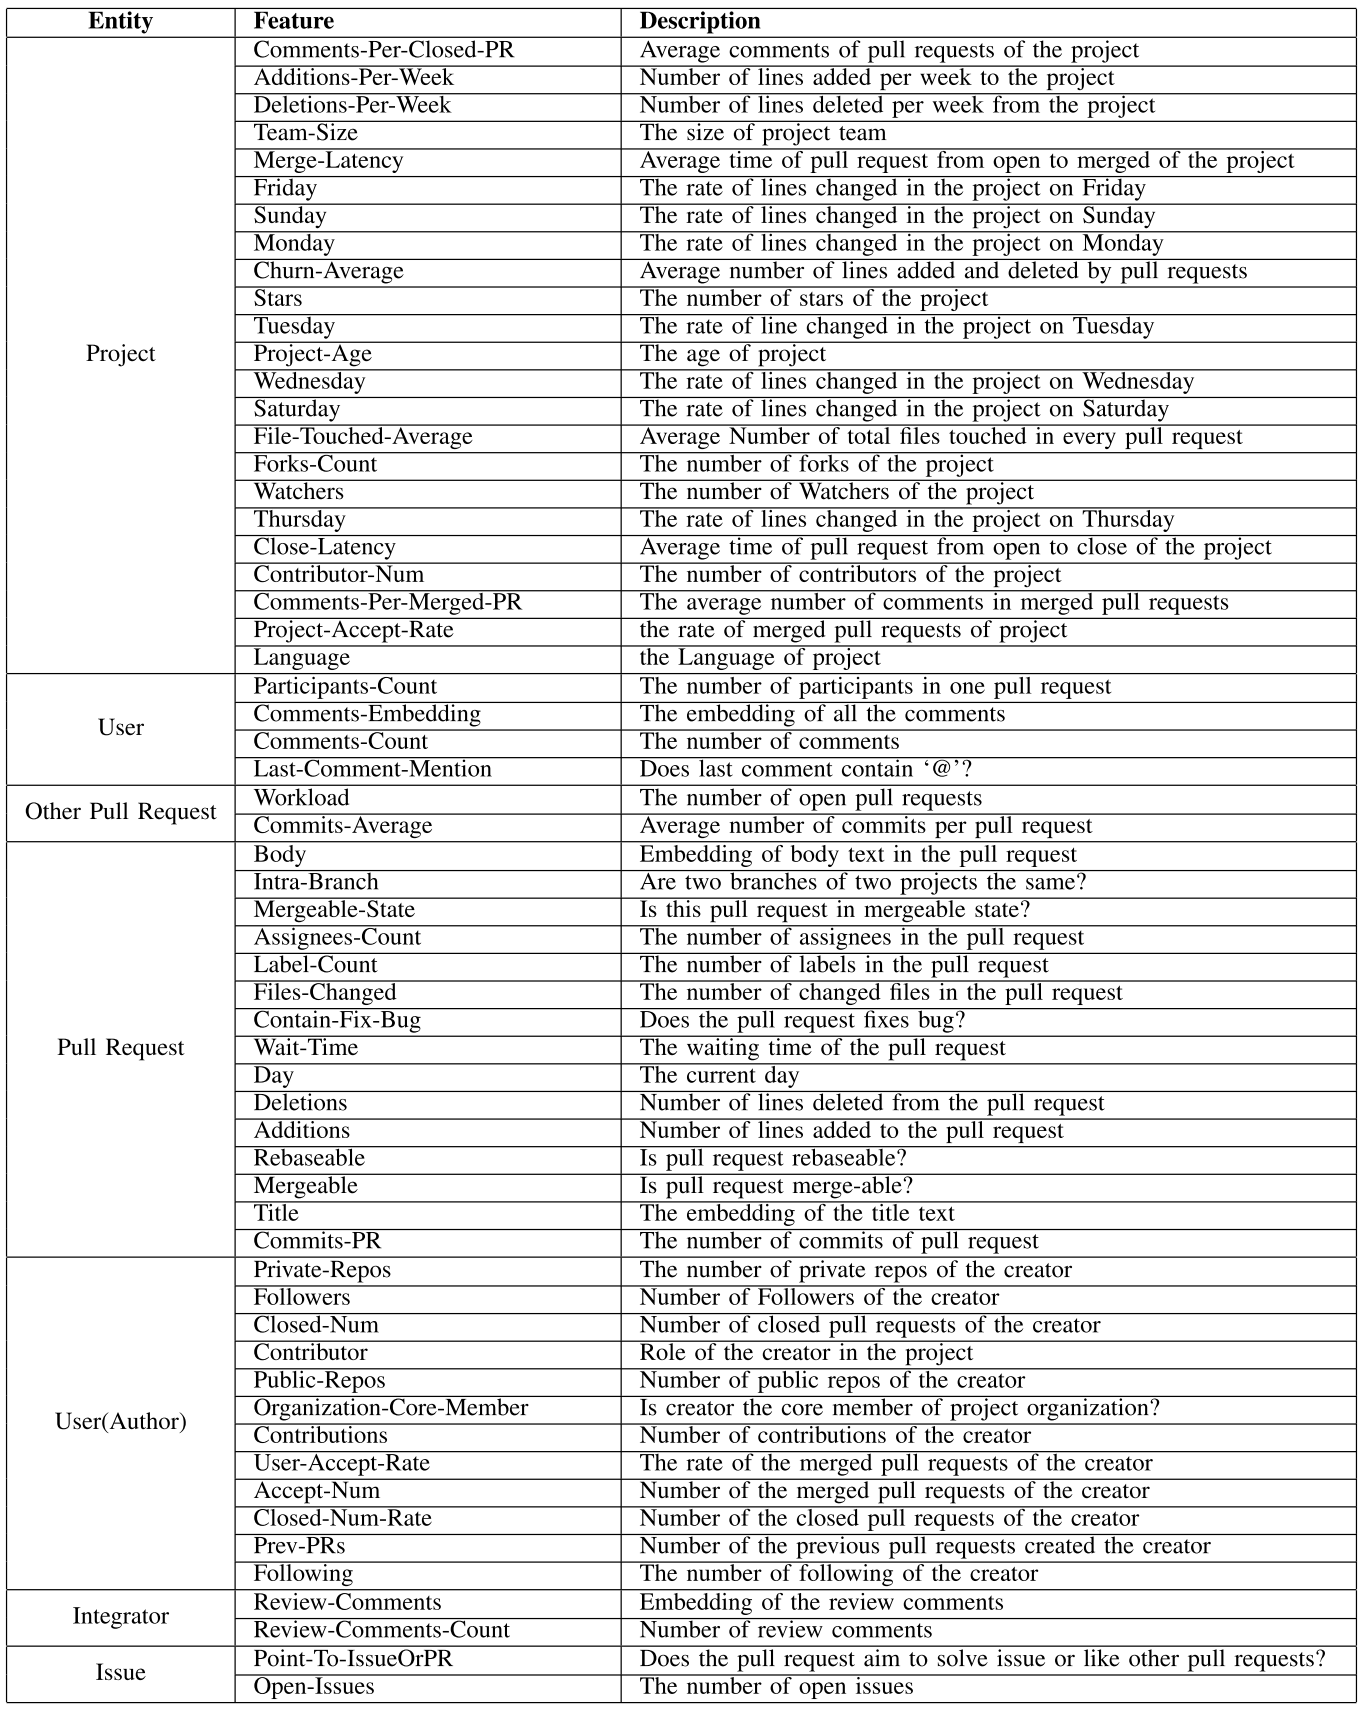 Entity Feature Description
Comments-Per-Closed-PR Average comments of pull requests of the project
Additions-Per-Week Number of lines added per week to the project
Deletions-Per-Week Number of lines deleted per week from the project
Team-Size The size of project team
Merge-Latency Average time of pull request from open to merged of the project
Friday The rate of lines changed in the project on Friday
Sunday The rate of lines changed in the project on Sunday
Monday The rate of lines changed in the project on Monday
Churn-Average Average number of lines added and deleted by pull requests
Stars The number of stars of the project
Tuesday The rate of line changed in the project on Tuesday
Project Project-Age The age of project
Wednesday The rate of lines changed in the project on Wednesday
Saturday The rate of lines changed in the project on Saturday
File-Touched-Average Average Number of total files touched in every pull request
Forks-Count The number of forks of the project
Watchers The number of Watchers of the project
Thursday The rate of lines changed in the project on Thursday
Close-Latency Average time of pull request from open to close of the project
Contributor-Num The number of contributors of the project
Comments-Per-Merged-PR The average number of comments in merged pull requests
Project-Accept-Rate the rate of merged pull requests of project
Language the Language of project
Participants-Count The number of participants in one pull request
Comments-Embedding The embedding of all the comments
User
Comments-Count The number of comments
Last-Comment-Mention Does last comment contain ‘@’?
Workload The number of open pull requests
Other Pull Request
Commits-Average Average number of commits per pull request
Body Embedding of body text in the pull request
Intra-Branch Are two branches of two projects the same?
Mergeable-State Is this pull request in mergeable state?
Assignees-Count The number of assignees in the pull request
Label-Count The number of labels in the pull request
Files-Changed The number of changed files in the pull request
Contain-Fix-Bug Does the pull request fixes bug?
Pull Request Wait-Time The waiting time of the pull request
Day The current day
Deletions Number of lines deleted from the pull request
Additions Number of lines added to the pull request
Rebaseable Is pull request rebaseable?
Mergeable Is pull request merge-able?
Title The embedding of the title text
Commits-PR The number of commits of pull request
Private-Repos The number of private repos of the creator
Followers Number of Followers of the creator
Closed-Num Number of closed pull requests of the creator
Contributor Role of the creator in the project
Public-Repos Number of public repos of the creator
Organization-Core-Member Is creator the core member of project organization?
User(Author)
Contributions Number of contributions of the creator
User-Accept-Rate The rate of the merged pull requests of the creator
Accept-Num Number of the merged pull requests of the creator
Closed-Num-Rate Number of the closed pull requests of the creator
Prev-PRs Number of the previous pull requests created the creator
Following The number of following of the creator
Review-Comments Embedding of the review comments
Integrator
Review-Comments-Count Number of review comments
Point-To-IssueOrPR Does the pull request aim to solve issue or like other pull requests?
Issue
Open-Issues The number of open issues